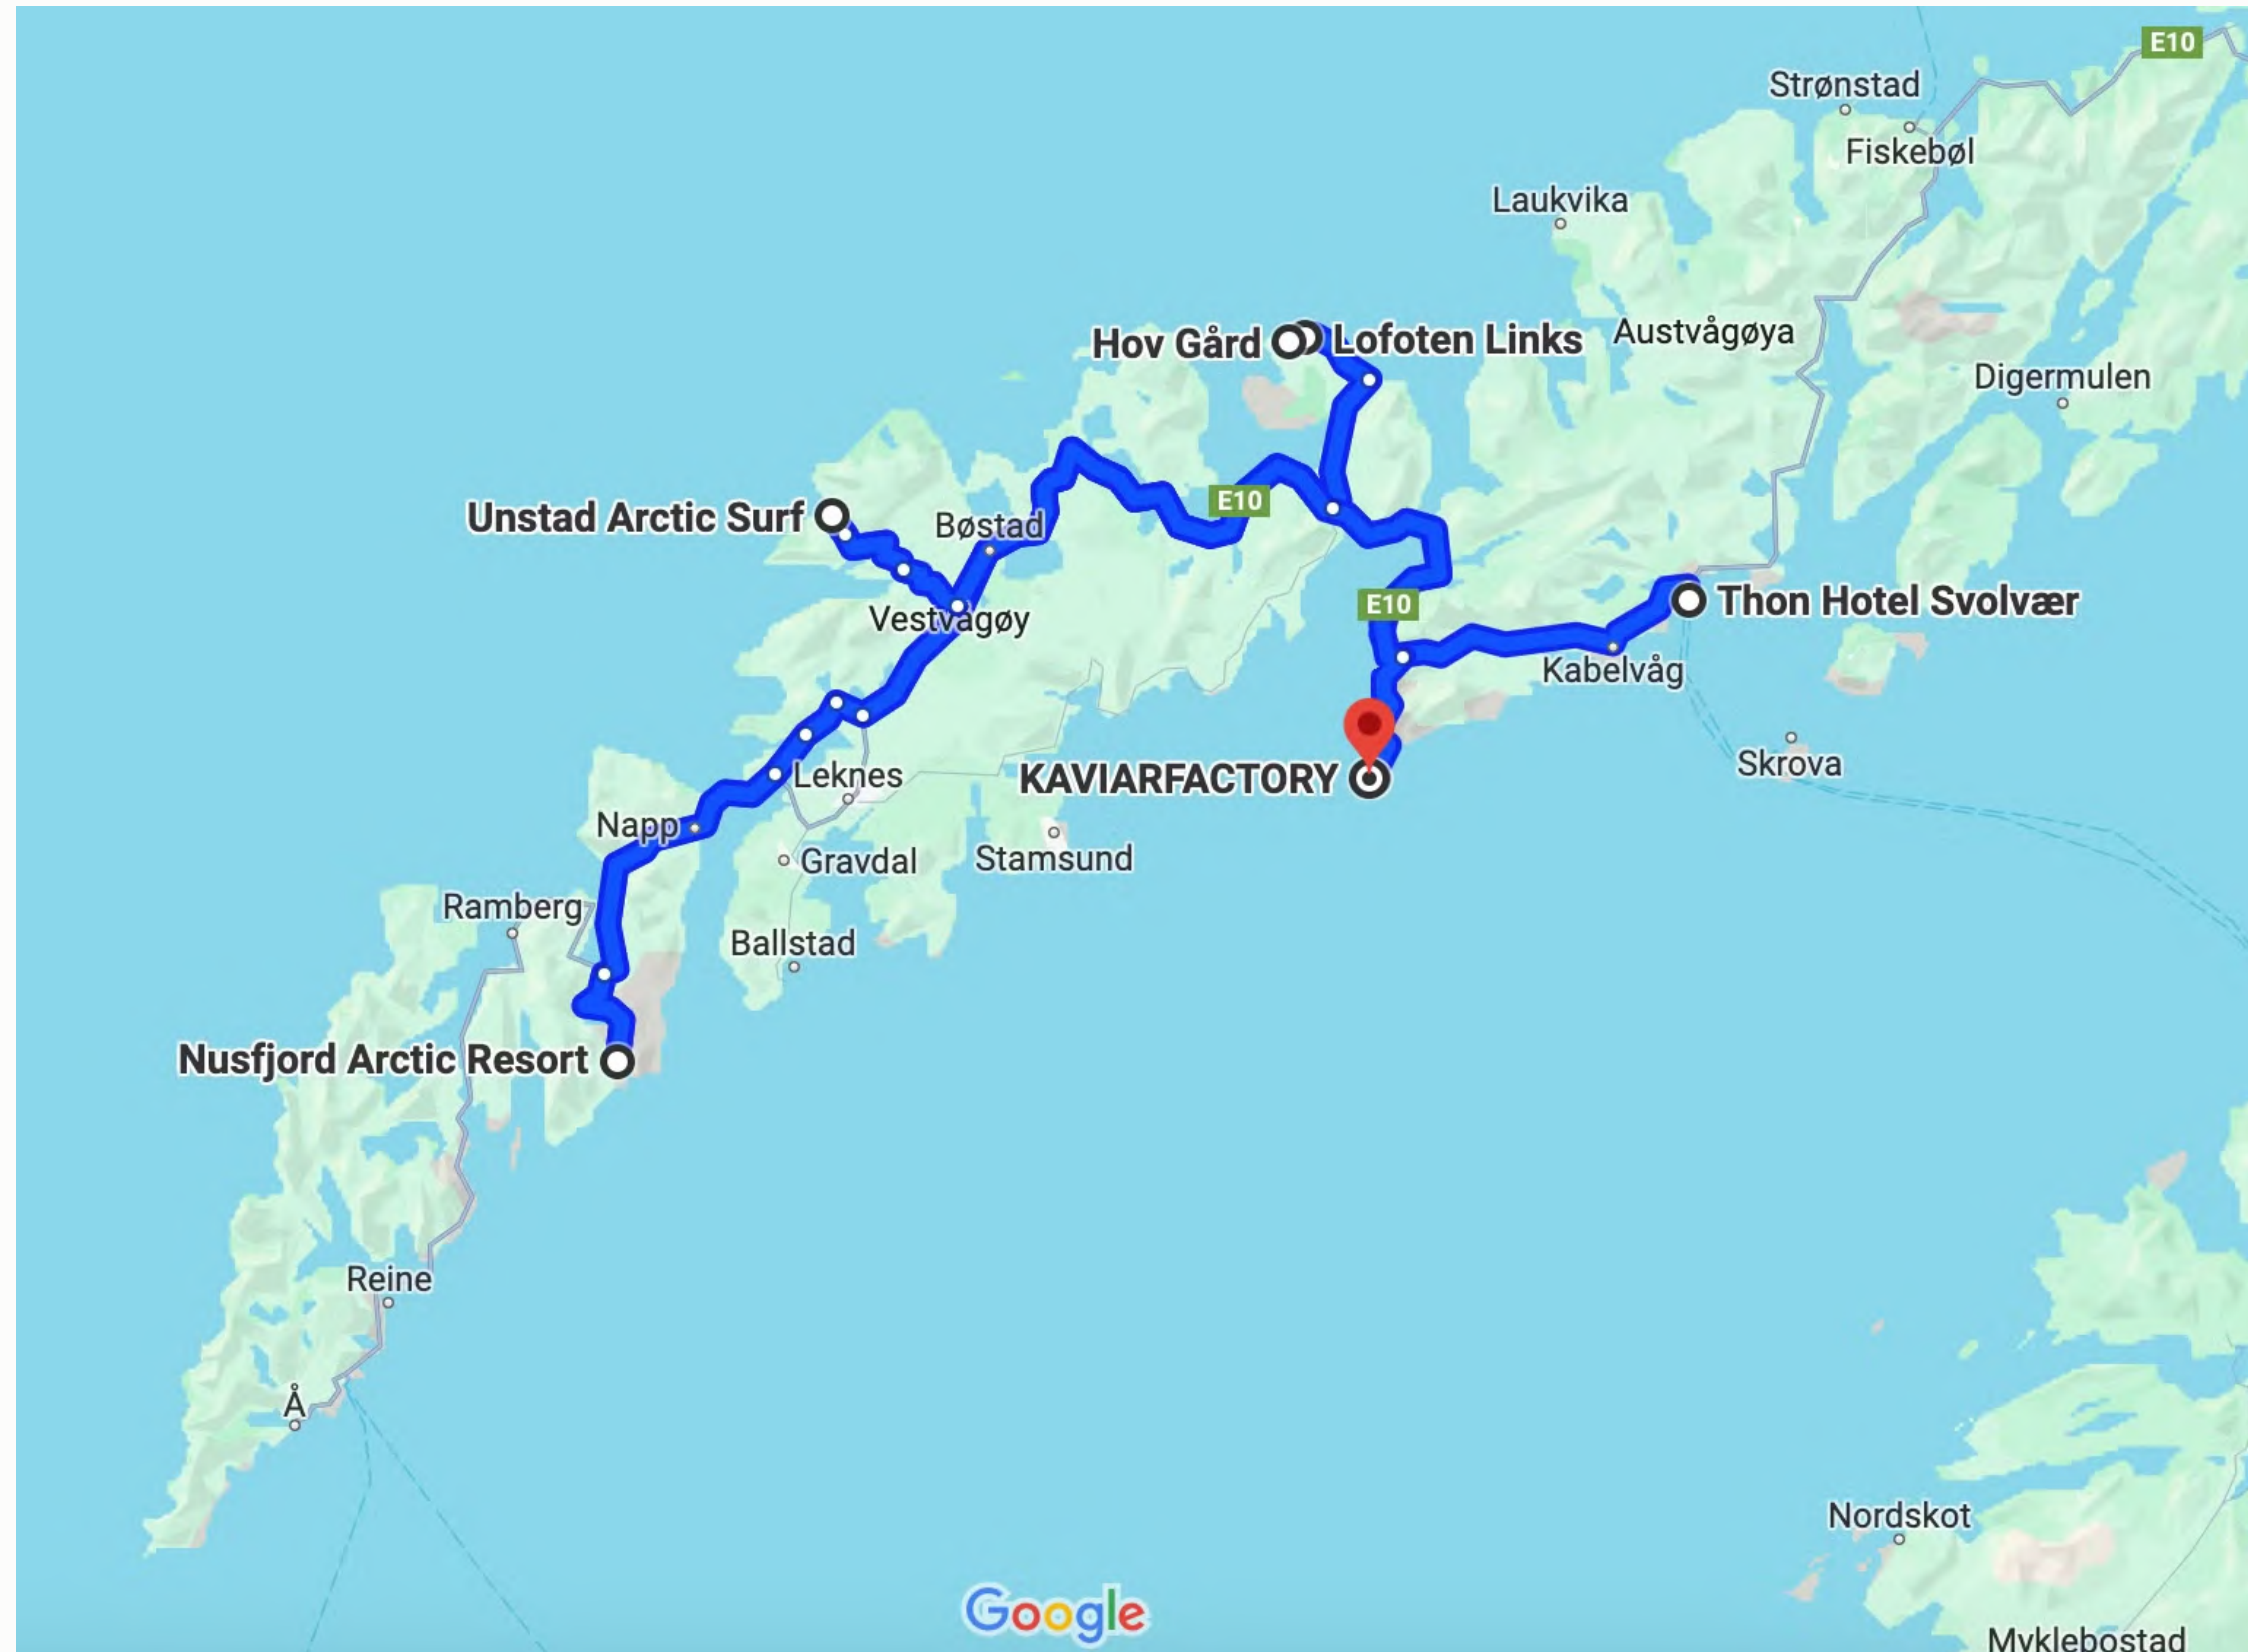 E10
Strønstad
Fiskebøl
Laukvika
Austvågøya
Hov Gård
Lofoten Links
Digermulen
E10
Unstad Arctic Surf
Bøstad
E10
Thon Hotel Svolvær
Vestvågøy
Kabelvåg
Skrova
KAVIARFACTORY
Leknes
Napp
Gravdal
Stamsund
Ramberg
Ballstad
Nusfjord Arctic Resort
Reine
Å
Nordskot
Google
Myklebostad